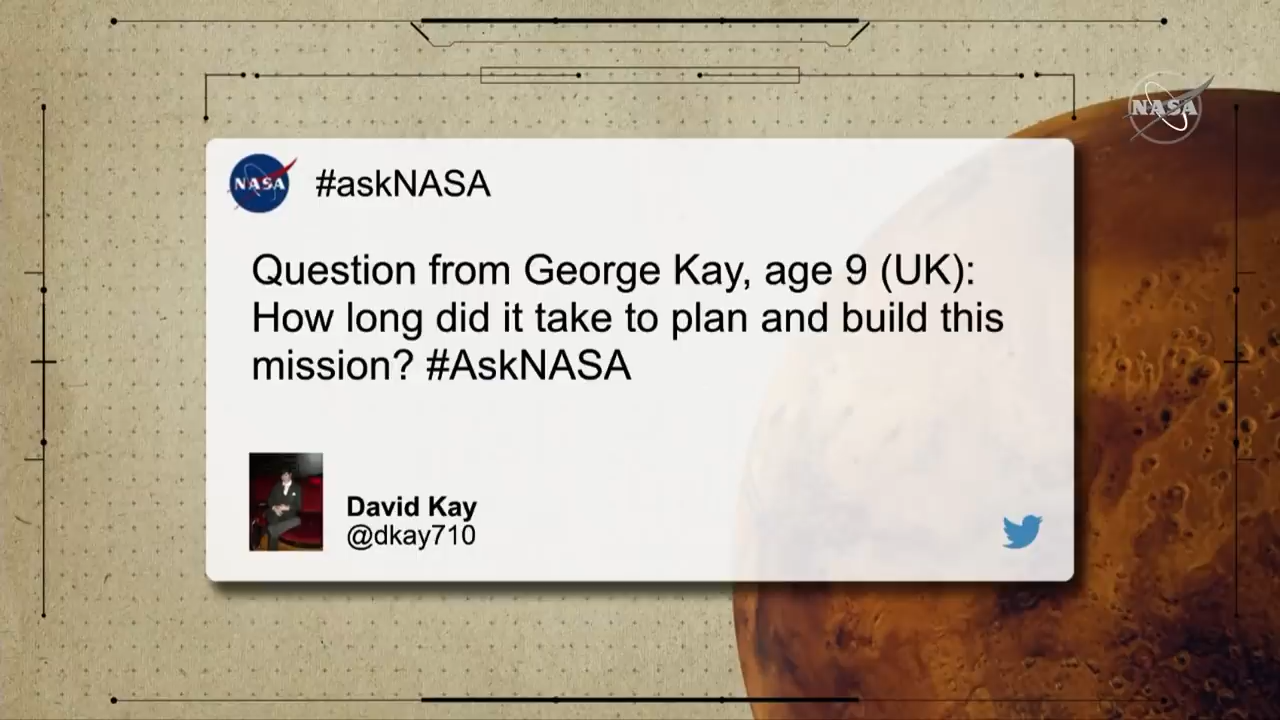 NASA
NASA #askNASA
Question from George Kay, age 9 (UK):
How long did it take to plan and build this
mission? #AskNASA
David Kay
@dkay710